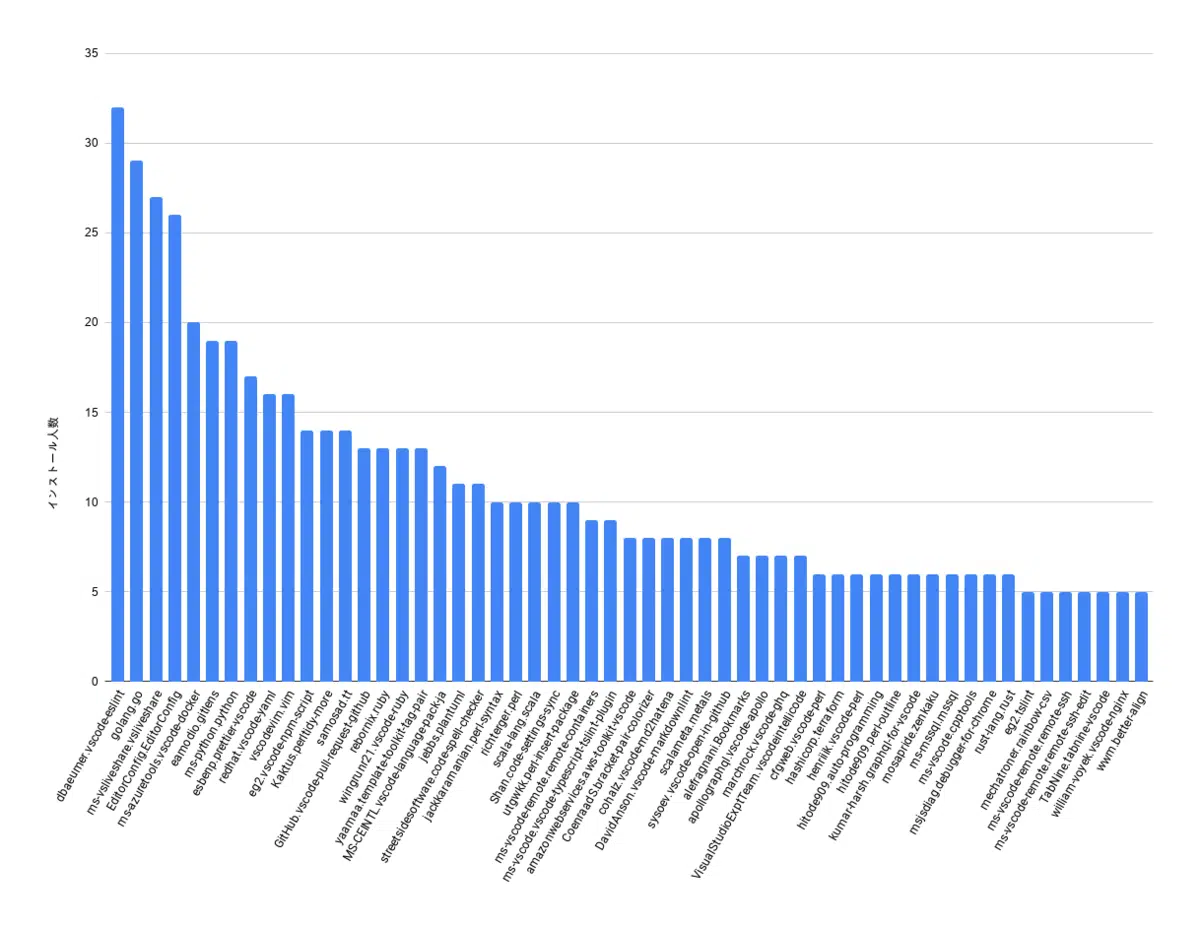 35
30
25
20
15
10
5
0
インストール人数
dbaeumer.vscode-eslint
golang.go
ms-vsliveshare.vsliveshare
EditorConfig.EditorConfig
ms-azuretools.vscode-docker
eamodio.gitlens
ms-python.python
esbenp.prettier-vscode
redhat.vscode-yaml
vscodevim.vim
eg2.vscode-npm-script
Kaktus.perltidy-more
samosad.tt
GitHub.vscode-pull-request-github
rebornix.ruby
wingrunr21.vscode-ruby
yaamaa.template-toolkit-tag-pair
MS-CEINTL.vscode-language-pack-ja
jebbs.plantuml
streetsidesoftware.code-spell-checker
jackkaramanian.perl-syntax
richterger.perl
scala-lang.scala
Shan.code-settings-sync
utgwkk.perl-insert-package
ms-vscode-remote.remote-containers
ms-vscode.vscode-typescript-tslint-plugin
amazonwebservices.aws-toolkit-vscode
CoenraadS.bracket-pair-colorizer
cohalz.vscode-md2hatena
DavidAnson.vscode-markdownlint
scalameta.metals
sysoev.vscode-open-in-github
alefragnani.Bookmarks
apollographql.vscode-apollo
marchrock.vscode-ghq
VisualStudioExptTeam.vscodeintellicode
cfgweb.vscode-perl
hashicorp.terraform
henriiik.vscode-perl
hitode909.auto-programming
hitode909.perl-outline
kumar-harsh.graphql-for-vscode
mosapride.zenkaku
ms-mssql.mssql
ms-vscode.cpptools
msjsdiag.debugger-for-chrome
rust-lang.rust
eg2.tslint
mechatroner.rainbow-csv
ms-vscode-remote.remote-ssh
ms-vscode-remote.remote-ssh-edit
TabNine.tabnine-vscode
william-voyek.vscode-nginx
wwm.better-align